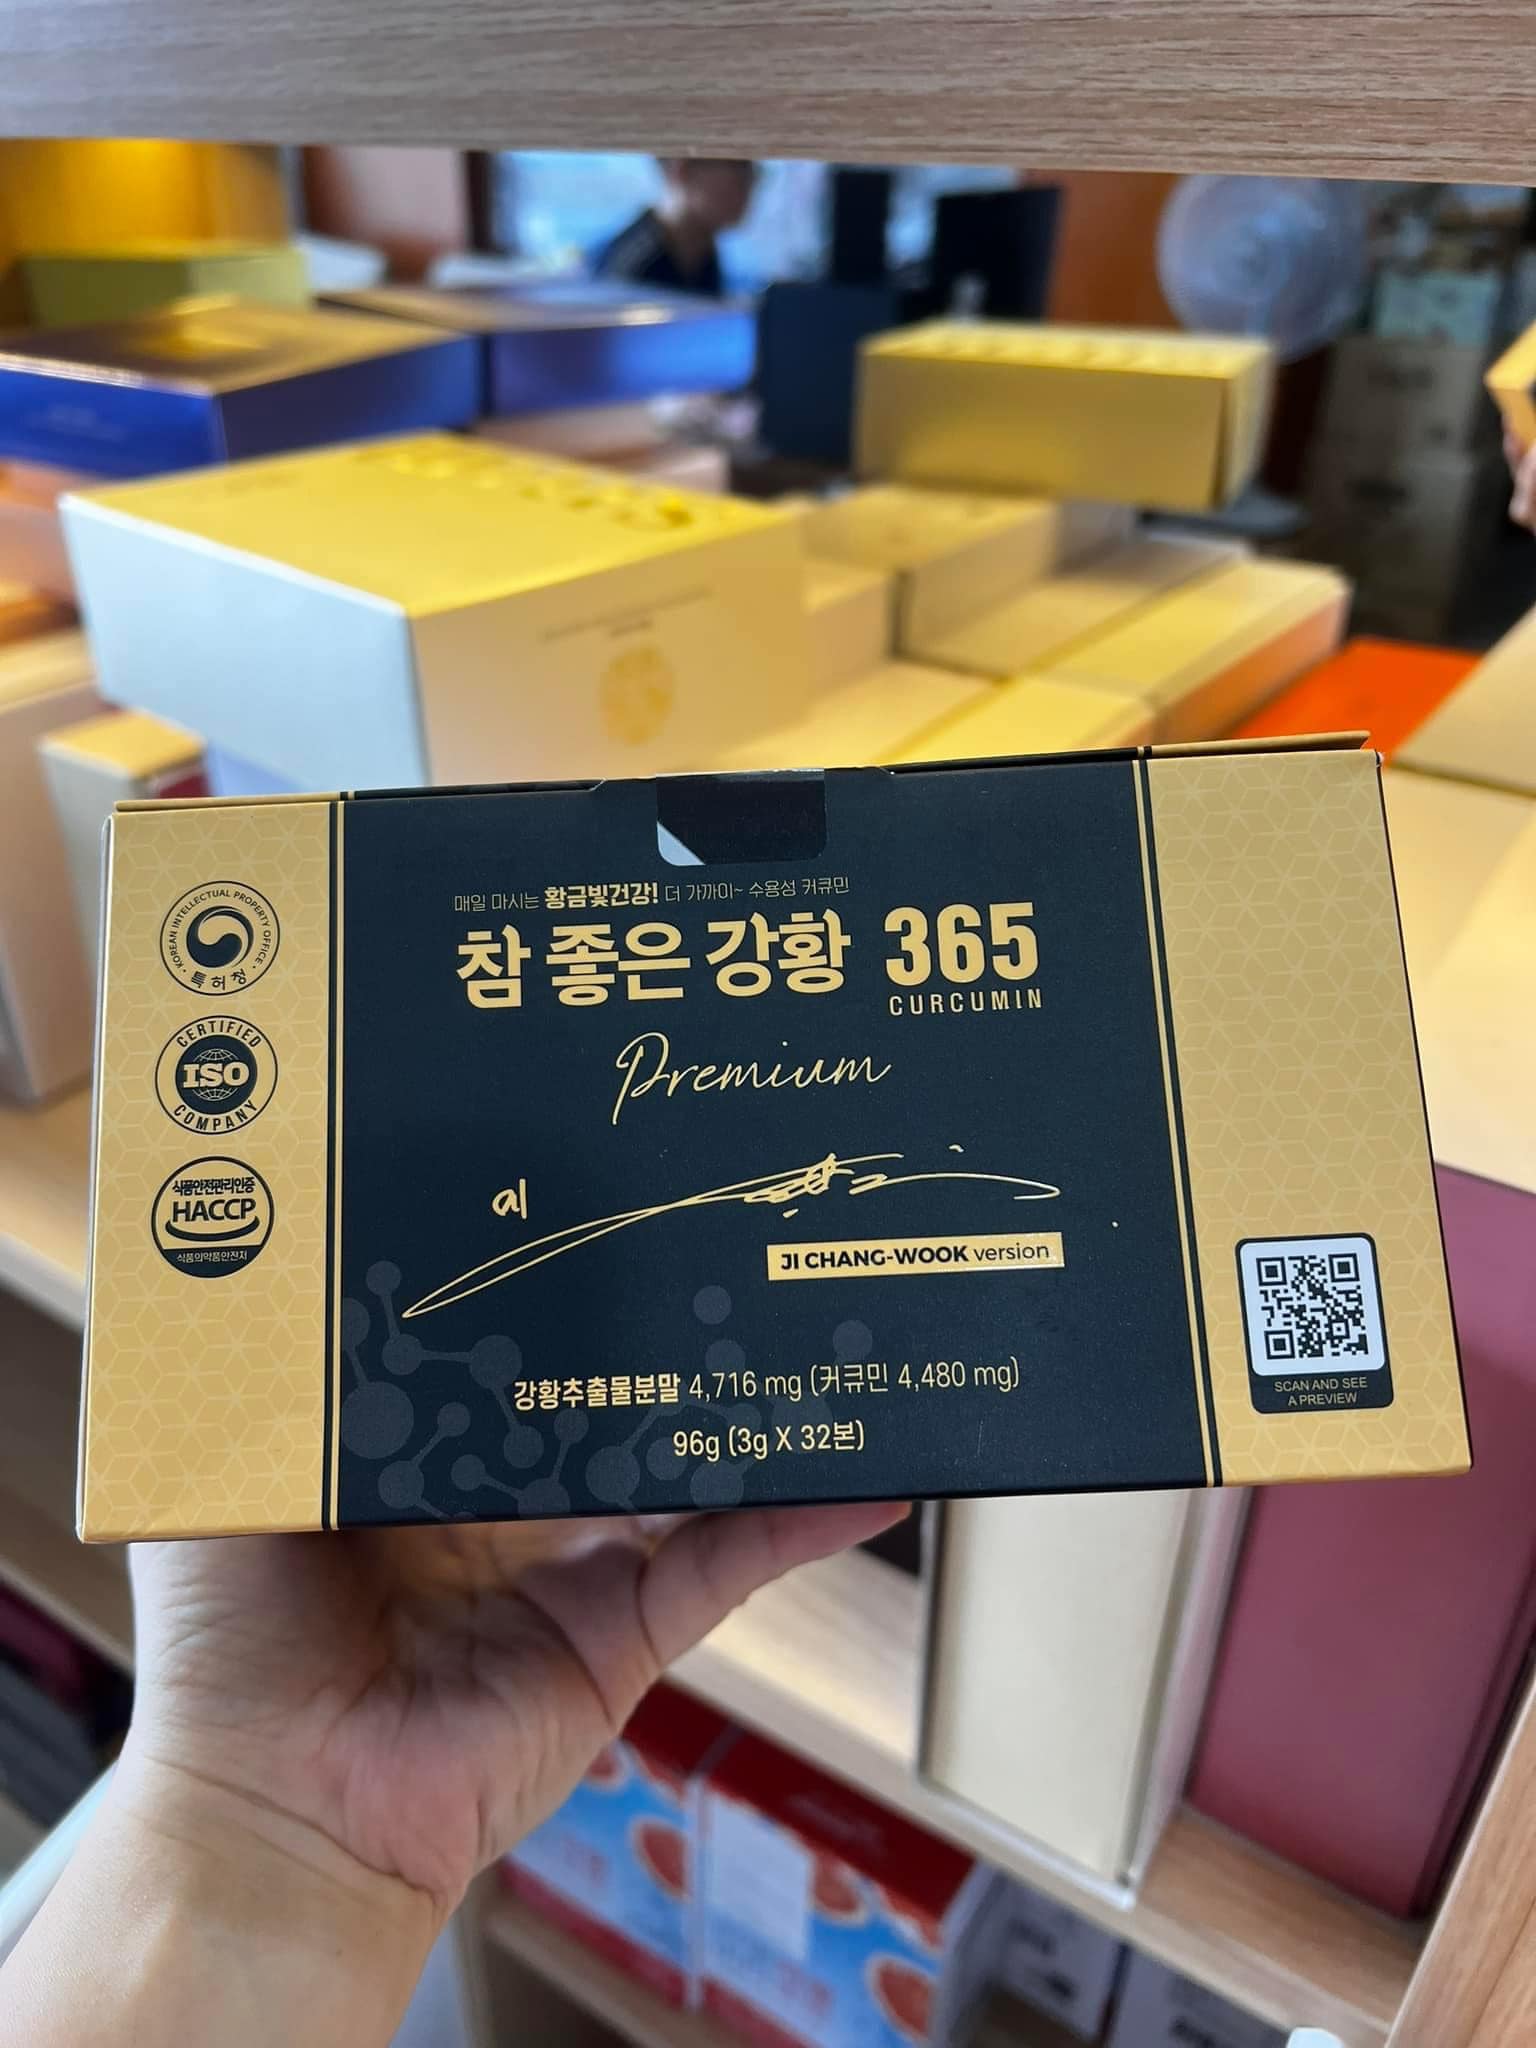 매일 마시는 황금빛건강! 더 가까이~ 수용성 커큐민
참 좋은 강황 365
CURCUMIN
Premium
JI CHANG-WOOK version
강황추출물분말 4,716 mg (커큐민 4,480 mg)
96g (3g X 32본)
KOREAN INTELLECTUAL PROPERTY OFFICE
특허청
CERTIFIED
ISO
COMPANY
식품안전관리인증
HACCP
식품의약품안전처
SCAN AND SEE
A PREVIEW